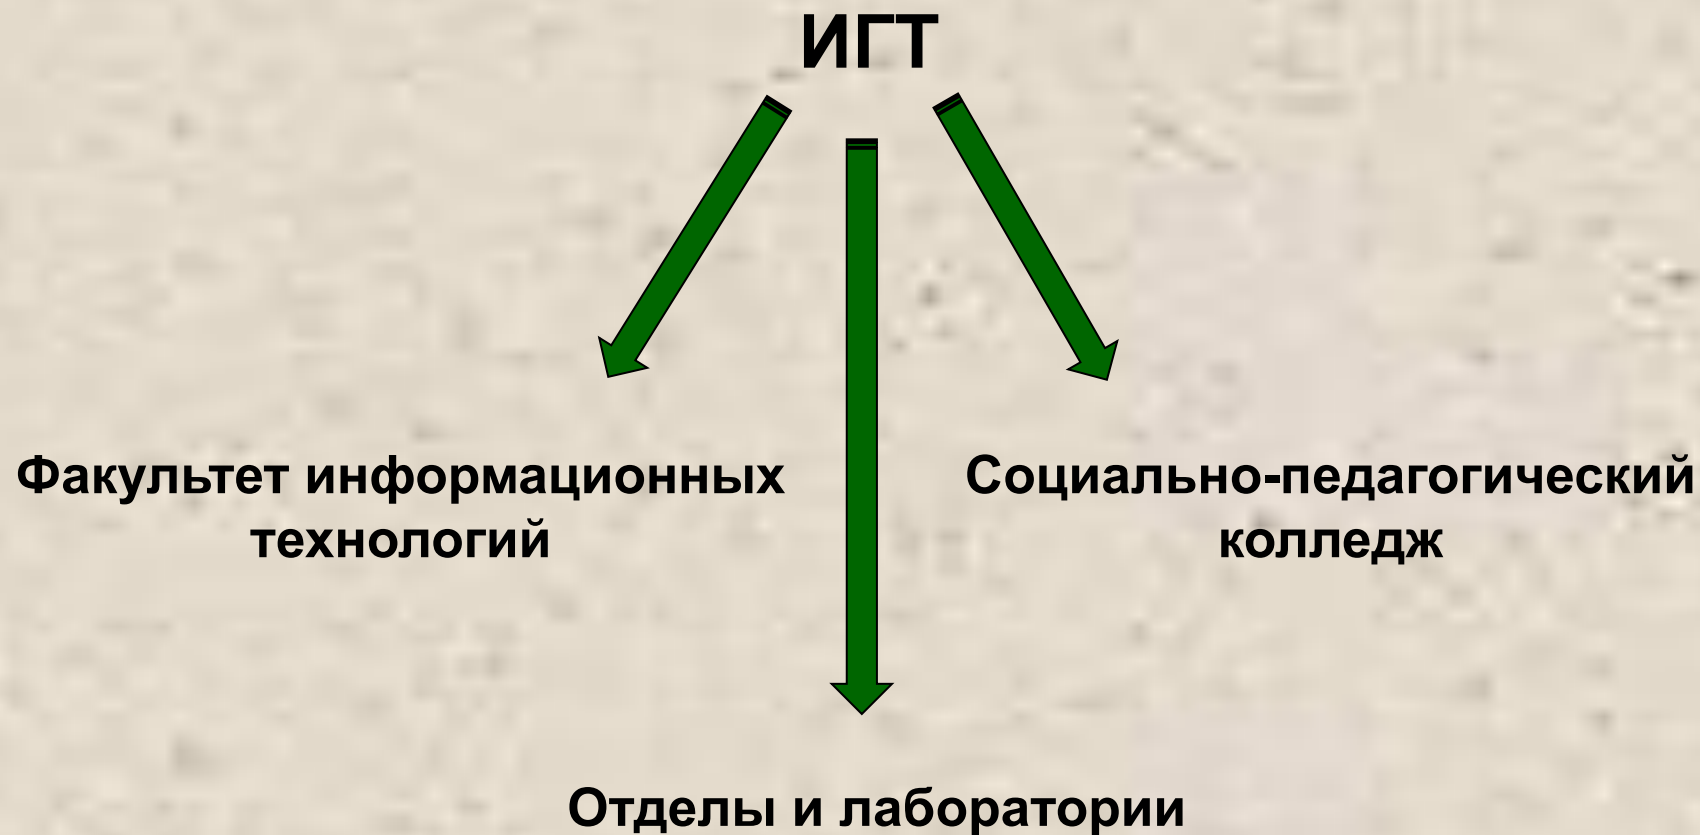 ИГТ
Факультет информационных
технологий
Социально-педагогический
колледж
Отделы и лаборатории